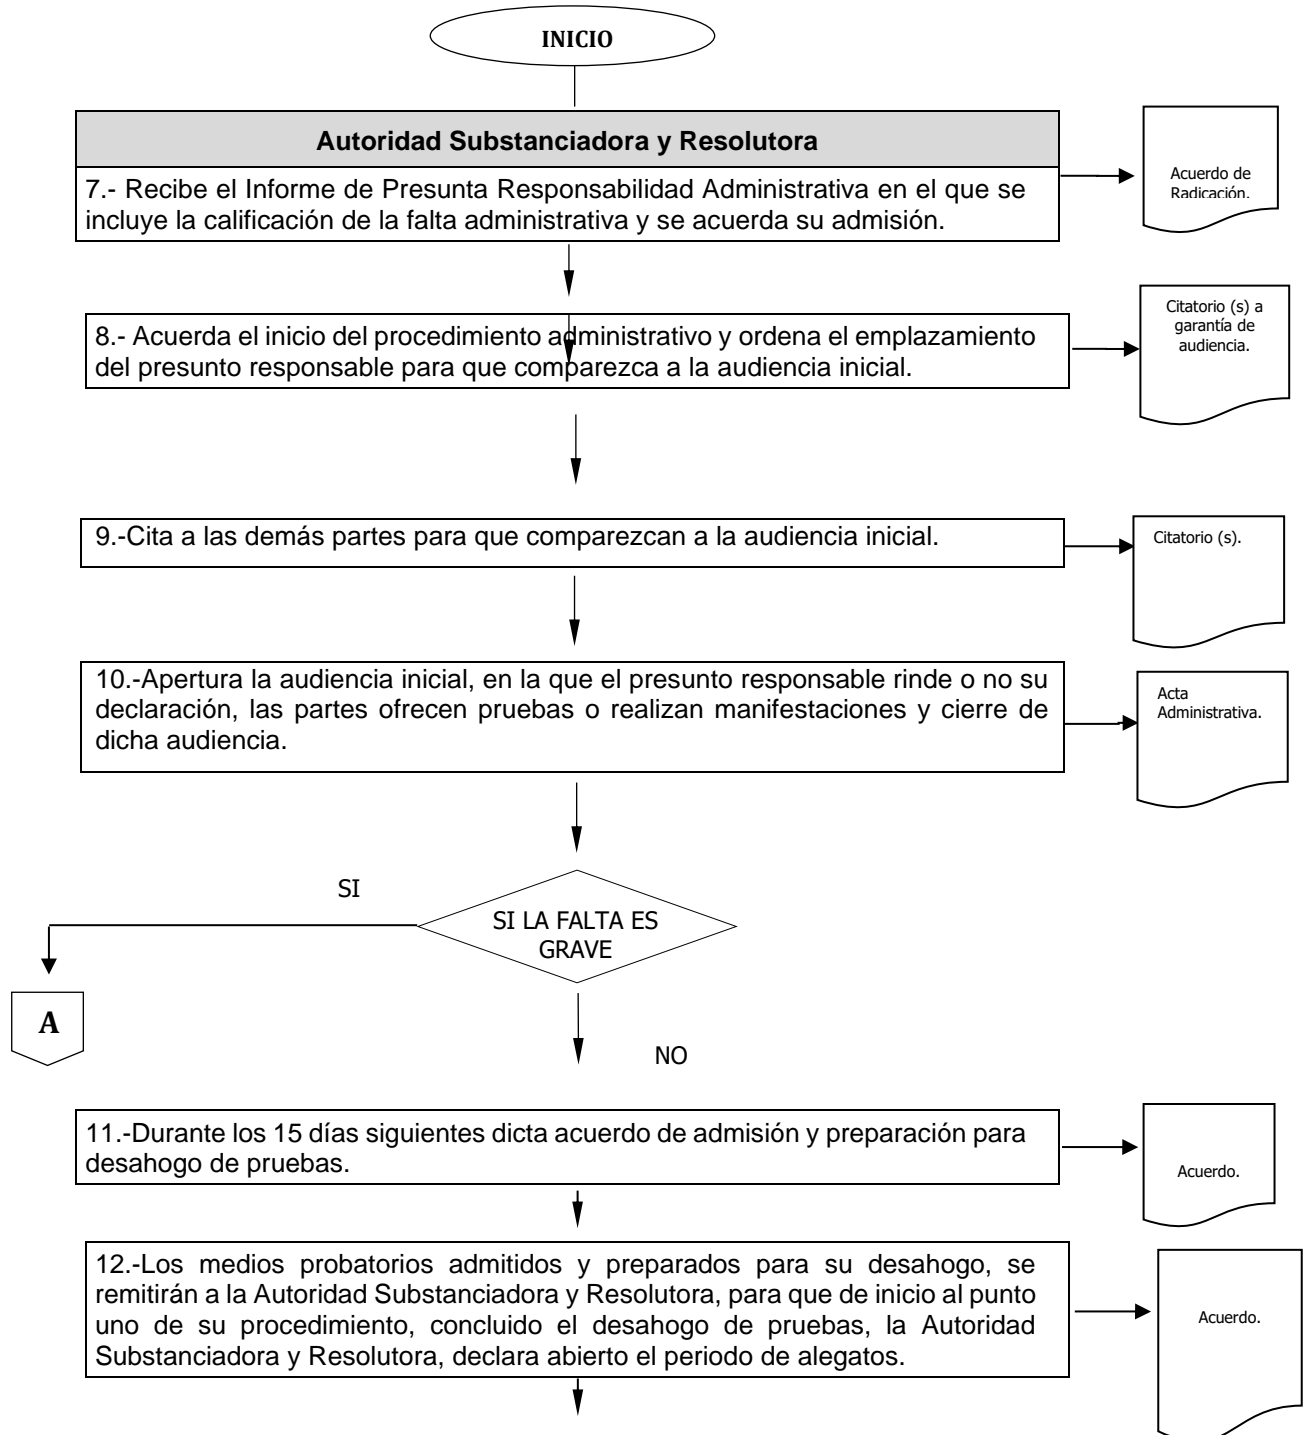 INICIO
Autoridad Substanciadora y Resolutora
7.- Recibe el Informe de Presunta Responsabilidad Administrativa en el que se
incluye la calificación de la falta administrativa y se acuerda su admisión.
Acuerdo de
Radicación.
8.- Acuerda el inicio del procedimiento administrativo y ordena el emplazamiento
del presunto responsable para que comparezca a la audiencia inicial.
Citatorio (s) a
garantía de
audiencia.
9.-Cita a las demás partes para que comparezcan a la audiencia inicial.
Citatorio (s).
10.-Apertura la audiencia inicial, en la que el presunto responsable rinde o no su
declaración, las partes ofrecen pruebas o realizan manifestaciones y cierre de
dicha audiencia.
Acta
Administrativa.
SI
SI LA FALTA ES
GRAVE
A
NO
11.-Durante los 15 días siguientes dicta acuerdo de admisión y preparación para
desahogo de pruebas.
Acuerdo.
12.-Los medios probatorios admitidos y preparados para su desahogo, se
remitirán a la Autoridad Substanciadora y Resolutora, para que de inicio al punto
uno de su procedimiento, concluido el desahogo de pruebas, la Autoridad
Substanciadora y Resolutora, declara abierto el periodo de alegatos.
Acuerdo.